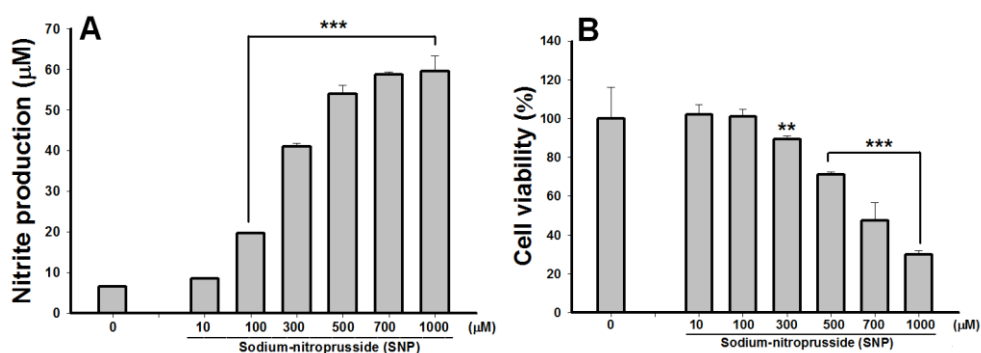 A
Nitrite production (μM)
70
60
50
40
30
20
10
0
***
0 10 100 300 500 700 1000 (μM)
Sodium-nitroprusside (SNP)
B
Cell viability (%)
140
120
100
80
60
40
20
0
**
***
0 10 100 300 500 700 1000 (μM)
Sodium-nitroprusside (SNP)